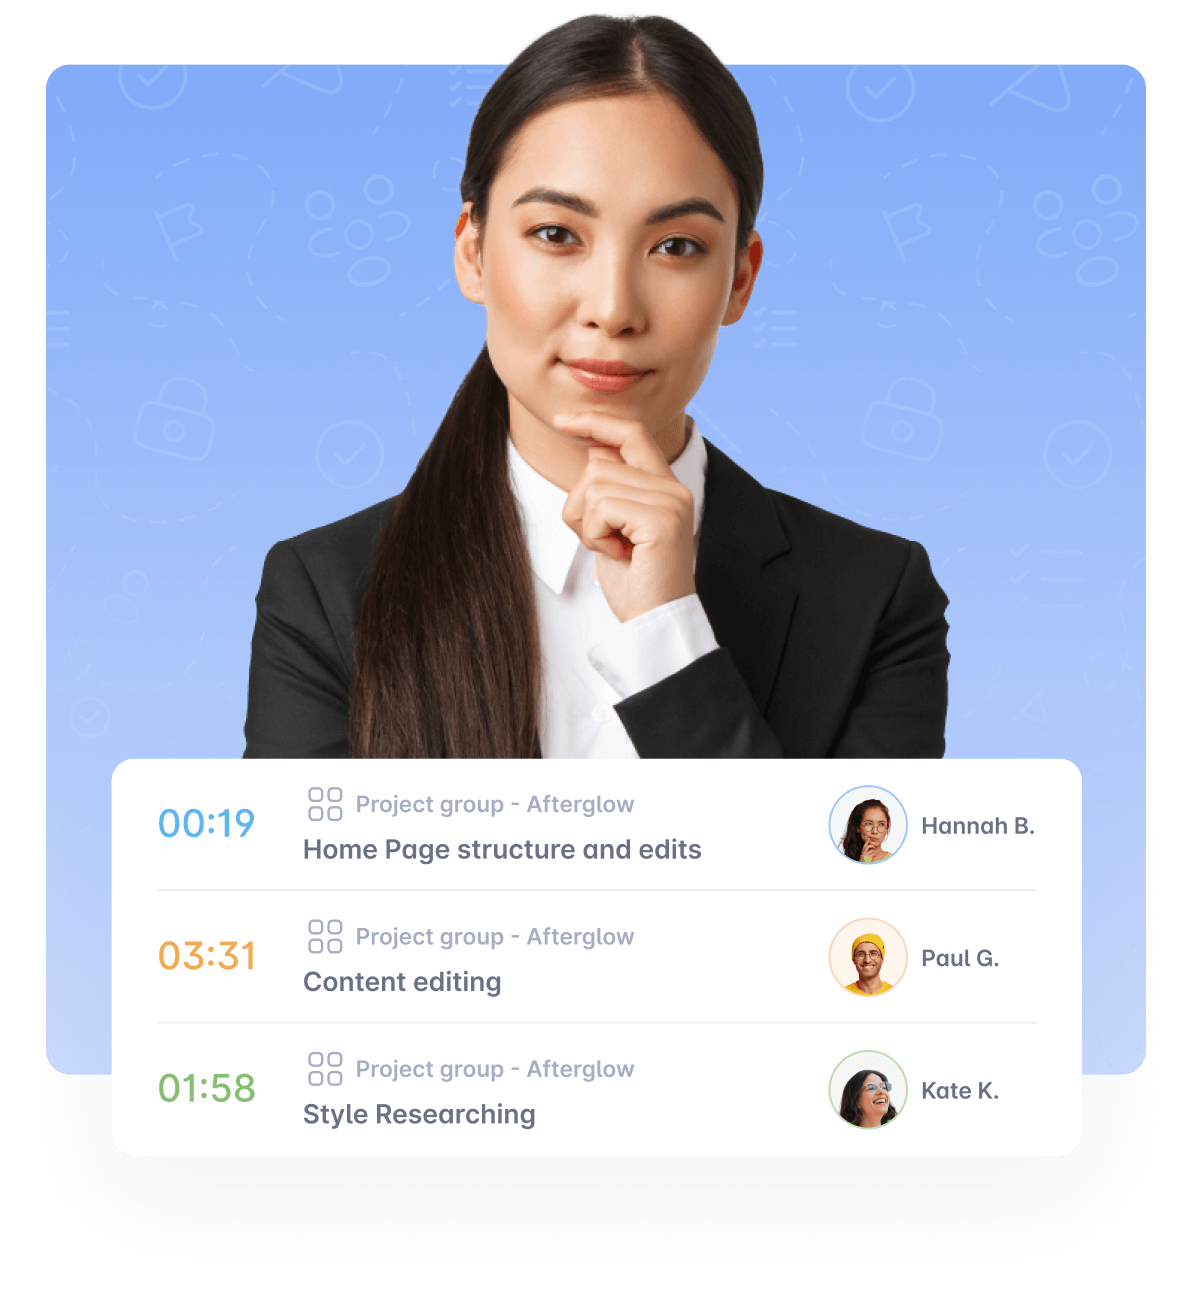 00:19
Project group - Afterglow
Home Page structure and edits
Hannah B.
03:31
Project group - Afterglow
Content editing
Paul G.
01:58
Project group - Afterglow
Style Researching
Kate K.